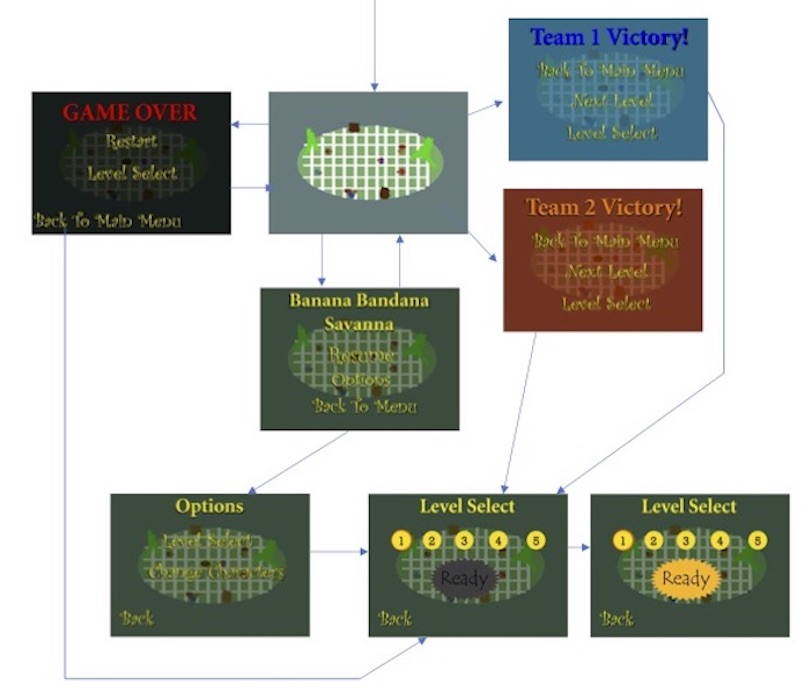 GAME OVER
Restart
Level Select
Back To Main Menu
Team 1 Victory!
Back To Main Menu
Next Level
Level Select
Team 2 Victory!
Back To Main Menu
Next Level
Level Select
Banana Bandana
Savanna
Resume
Options
Back To Menu
Options
Level Select
Change Characters
Back
Level Select
1 2 3 4 5
Ready
Back
Level Select
1 2 3 4 5
Ready
Back